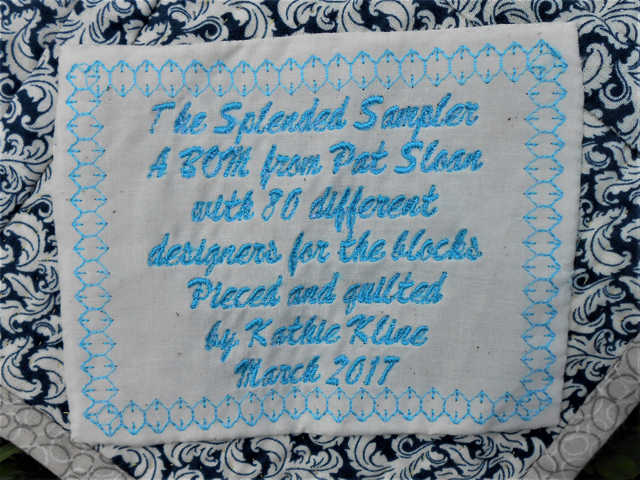 The Splended Sampler
A BOM from Pat Sloan
with 80 different
designers for the blocks
Pieced and quilted
by Kathie Kline
March 2017